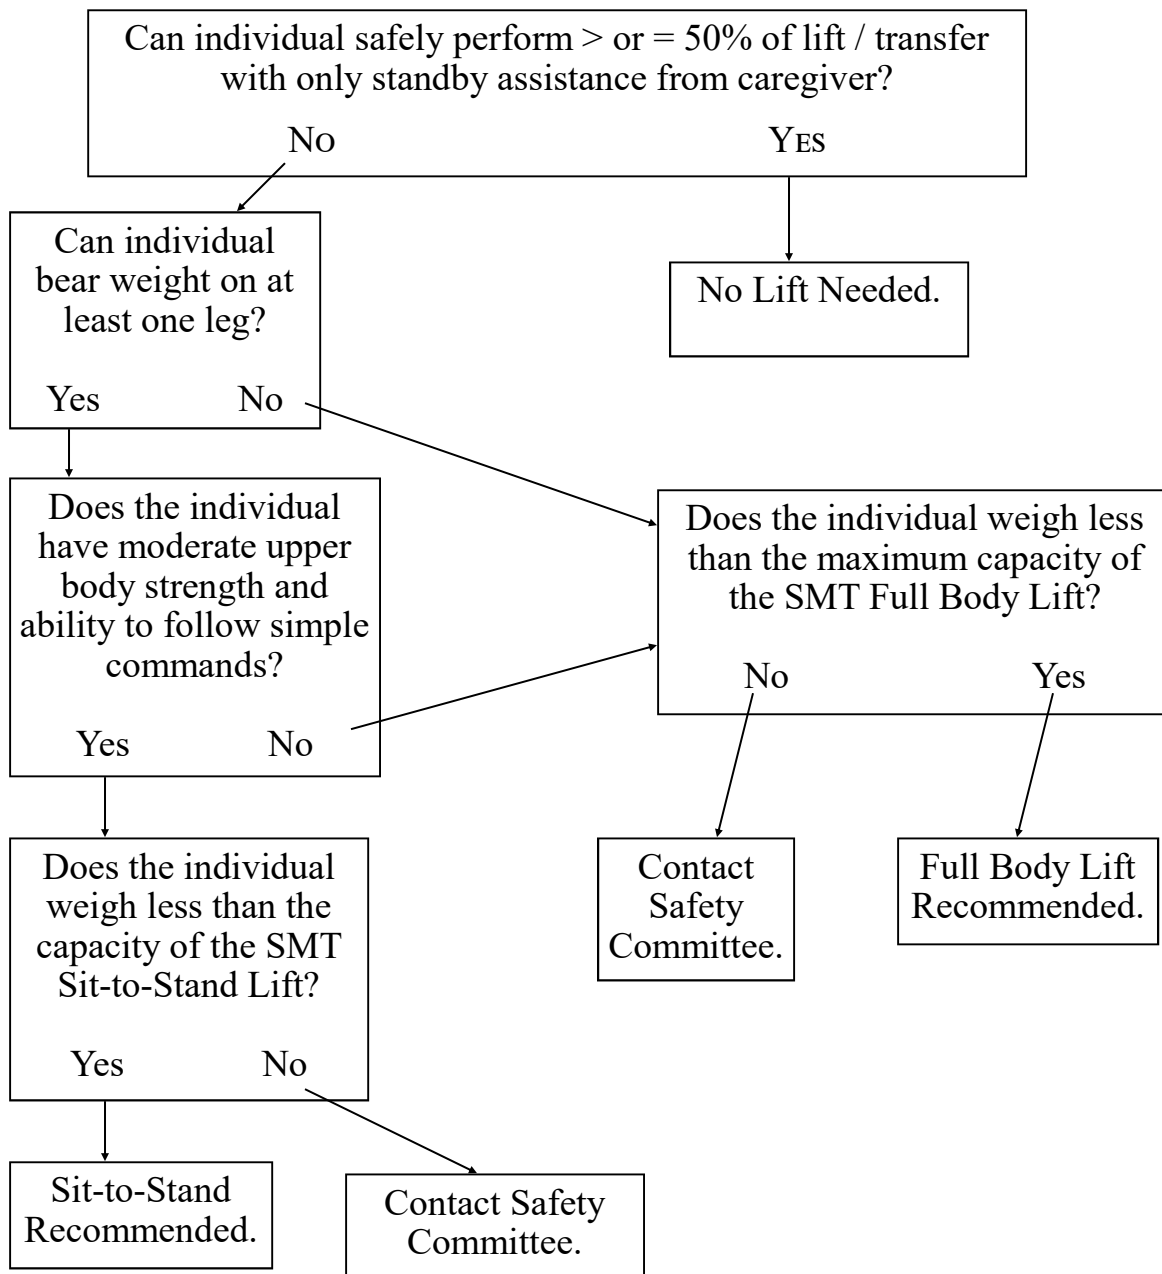 Can individual safely perform > or = 50% of lift / transfer
with only standby assistance from caregiver?
NO YES
Can individual
bear weight on at
least one leg?
Yes No
No Lift Needed.
Does the individual
have moderate upper
body strength and
ability to follow simple
commands?
Yes No
Does the individual weigh less
than the maximum capacity of
the SMT Full Body Lift?
No Yes
Does the individual
weigh less than the
capacity of the SMT
Sit-to-Stand Lift?
Yes No
Contact
Safety
Committee.
Full Body Lift
Recommended.
Sit-to-Stand
Recommended.
Contact Safety
Committee.